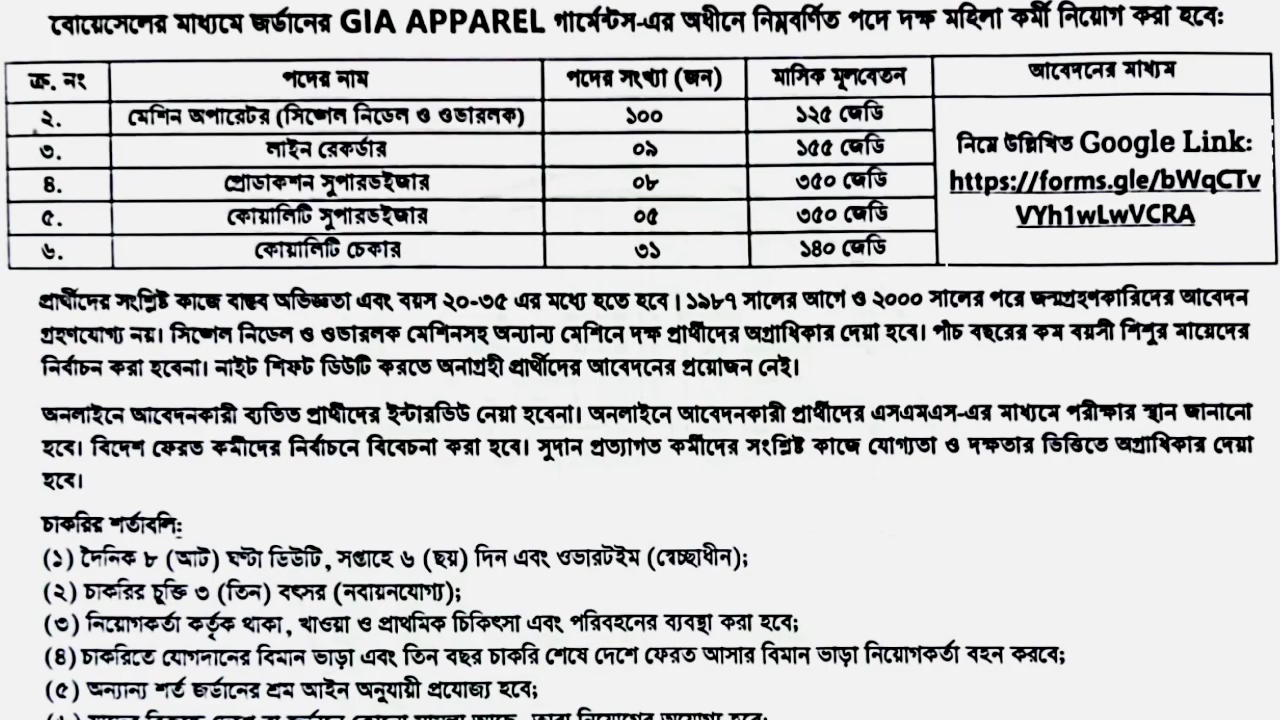 বোয়েসেলের মাধ্যমে জর্ডানের GIA APPAREL গার্মেন্টস-এর অধীনে নিম্নবর্ণিত পদে দক্ষ মহিলা কর্মী নিয়োগ করা হবে:
ক্র. নং পদের নাম পদের সংখ্যা (জন) মাসিক মূলবেতন আবেদনের মাধ্যম
২. মেশিন অপারেটর (সিঙ্গেল নিডেল ও ওভারলক) ১০০ ১২৫ জেডি
৩. লাইন রেকর্ডার ০৯ ১৫৫ জেডি
৪. প্রোডাকশন সুপারভইজার ০৮ ৩৫০ জেডি
৫. কোয়ালিটি সুপারভইজার ০৫ ৩৫০ জেডি
৬. কোয়ালিটি চেকার ৩১ ১৪০ জেডি
নিম্নে উল্লিখিত Google Link:
https://forms.gle/bWqCTv
VYh1wLwVCRA
প্রার্থীদের সংশ্লিষ্ট কাজে বাস্তব অভিজ্ঞতা এবং বয়স ২০-৩৫ এর মধ্যে হতে হবে। ১৯৮৭ সালের আগে ও ২০০০ সালের পরে জন্মগ্রহণকারিদের আবেদন
গ্রহণযোগ্য নয়। সিঙ্গেল নিডেল ও ওভারলক মেশিনসহ অন্যান্য মেশিনে দক্ষ প্রার্থীদের অগ্রাধিকার দেয়া হবে। পাঁচ বছরের কম বয়সী শিশুর মায়েদের
নির্বাচন করা হবেনা। নাইট শিফট ডিউটি করতে অনাগ্রহী প্রার্থীদের আবেদনের প্রয়োজন নেই।
অনলাইনে আবেদনকারী ব্যতিত প্রার্থীদের ইন্টারভিউ নেয়া হবেনা। অনলাইনে আবেদনকারী প্রার্থীদের এসএমএস-এর মাধ্যমে পরীক্ষার স্থান জানানো
হবে। বিদেশ ফেরত কর্মীদের নির্বাচনে বিবেচনা করা হবে। সুদান প্রত্যাগত কর্মীদের সংশ্লিষ্ট কাজে যোগ্যতা ও দক্ষতার ভিত্তিতে অগ্রাধিকার দেয়া
হবে।
চাকরির শর্তাবলি:
(১) দৈনিক ৮ (আট) ঘন্টা ডিউটি, সপ্তাহে ৬ (ছয়) দিন এবং ওভারটইম (স্বেচ্ছাধীন);
(২) চাকরির চুক্তি ৩ (তিন) বৎসর (নবায়নযোগ্য);
(৩) নিয়োগকর্তা কর্তৃক থাকা, খাওয়া ও প্রাথমিক চিকিৎসা এবং পরিবহনের ব্যবস্থা করা হবে;
(৪) চাকরিতে যোগদানের বিমান ভাড়া এবং তিন বছর চাকরি শেষে দেশে ফেরত আসার বিমান ভাড়া নিয়োগকর্তা বহন করবে;
(৫) অন্যান্য শর্ত জর্ডানের শ্রম আইন অনুযায়ী প্রযোজ্য হবে;